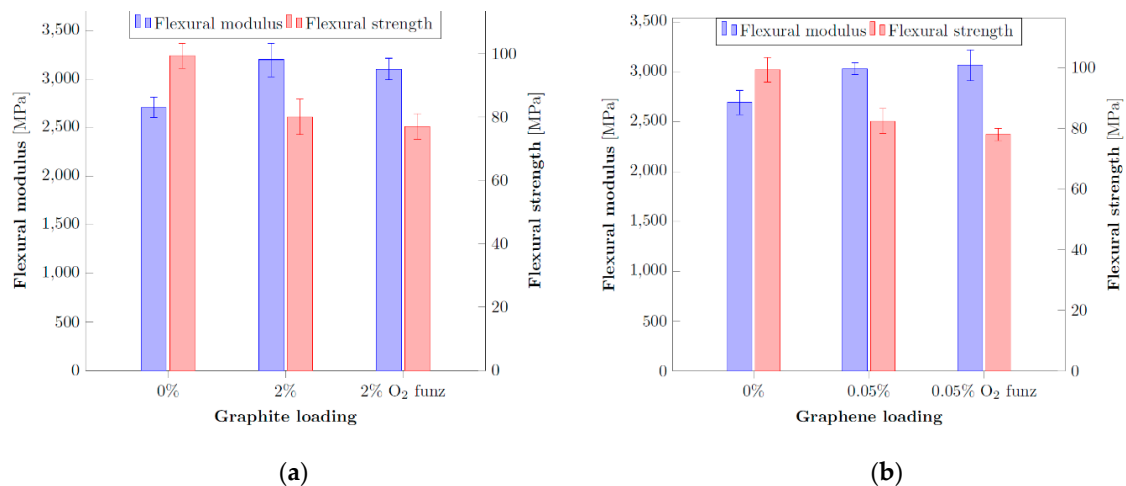 Flexural modulus Flexural strength
3,500
3,000
2,500
2,000
1,500
1,000
500
0
Flexural modulus [MPa]
100
80
60
40
20
0
Flexural strength [MPa]
0% 2% 2% O₂ funz
Graphite loading
(a)
Flexural modulus Flexural strength
3,500
3,000
2,500
2,000
1,500
1,000
500
0
Flexural modulus [MPa]
100
80
60
40
20
0
Flexural strength [MPa]
0% 0.05% 0.05% O₂ funz
Graphene loading
(b)